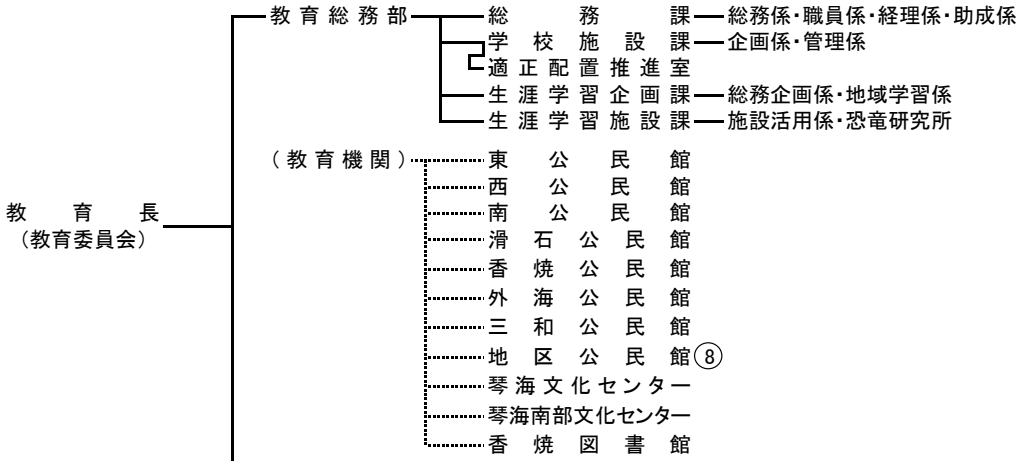 教育総務部 総務課 総務係・職員係・経理係・助成係
学校施設課 企画係・管理係
適正配置推進室
生涯学習企画課 総務企画係・地域学習係
生涯学習施設課 施設活用係・恐竜研究所
(教育機関) 東公民館
西公民館
南公民館
教育長
(教育委員会)
滑石公民館
香焼公民館
外海公民館
三和公民館
地区公民館⑧
琴海文化センター
琴海南部文化センター
香焼図書館